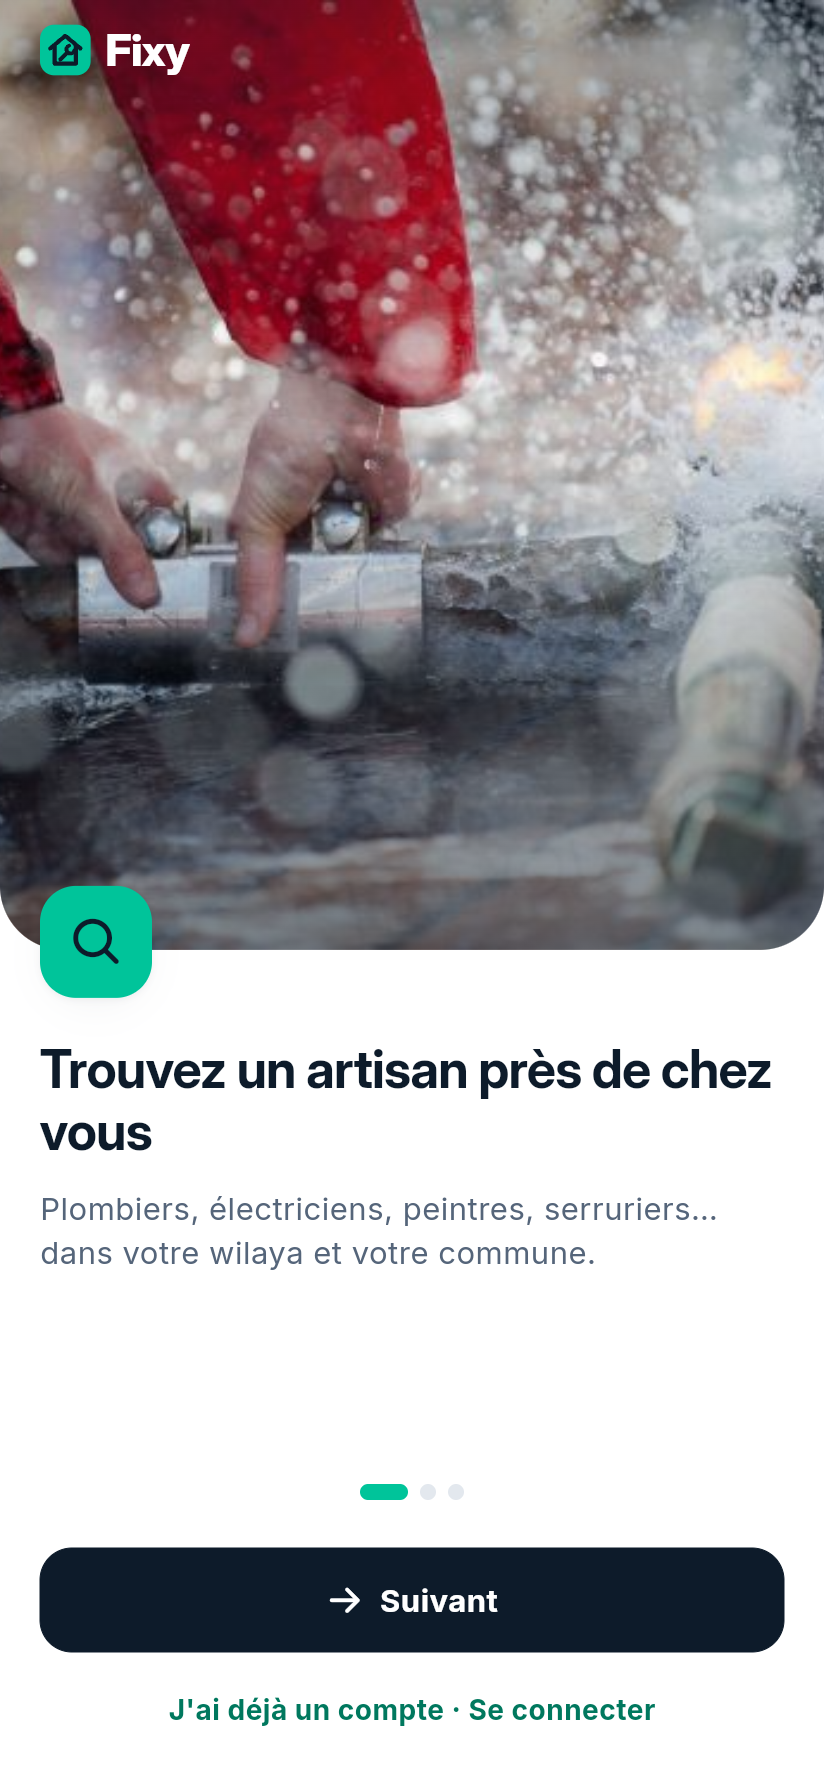 Fixy
Trouvez un artisan près de chez
vous
Plombiers, électriciens, peintres, serruriers...
dans votre wilaya et votre commune.
Suivant
J'ai déjà un compte · Se connecter